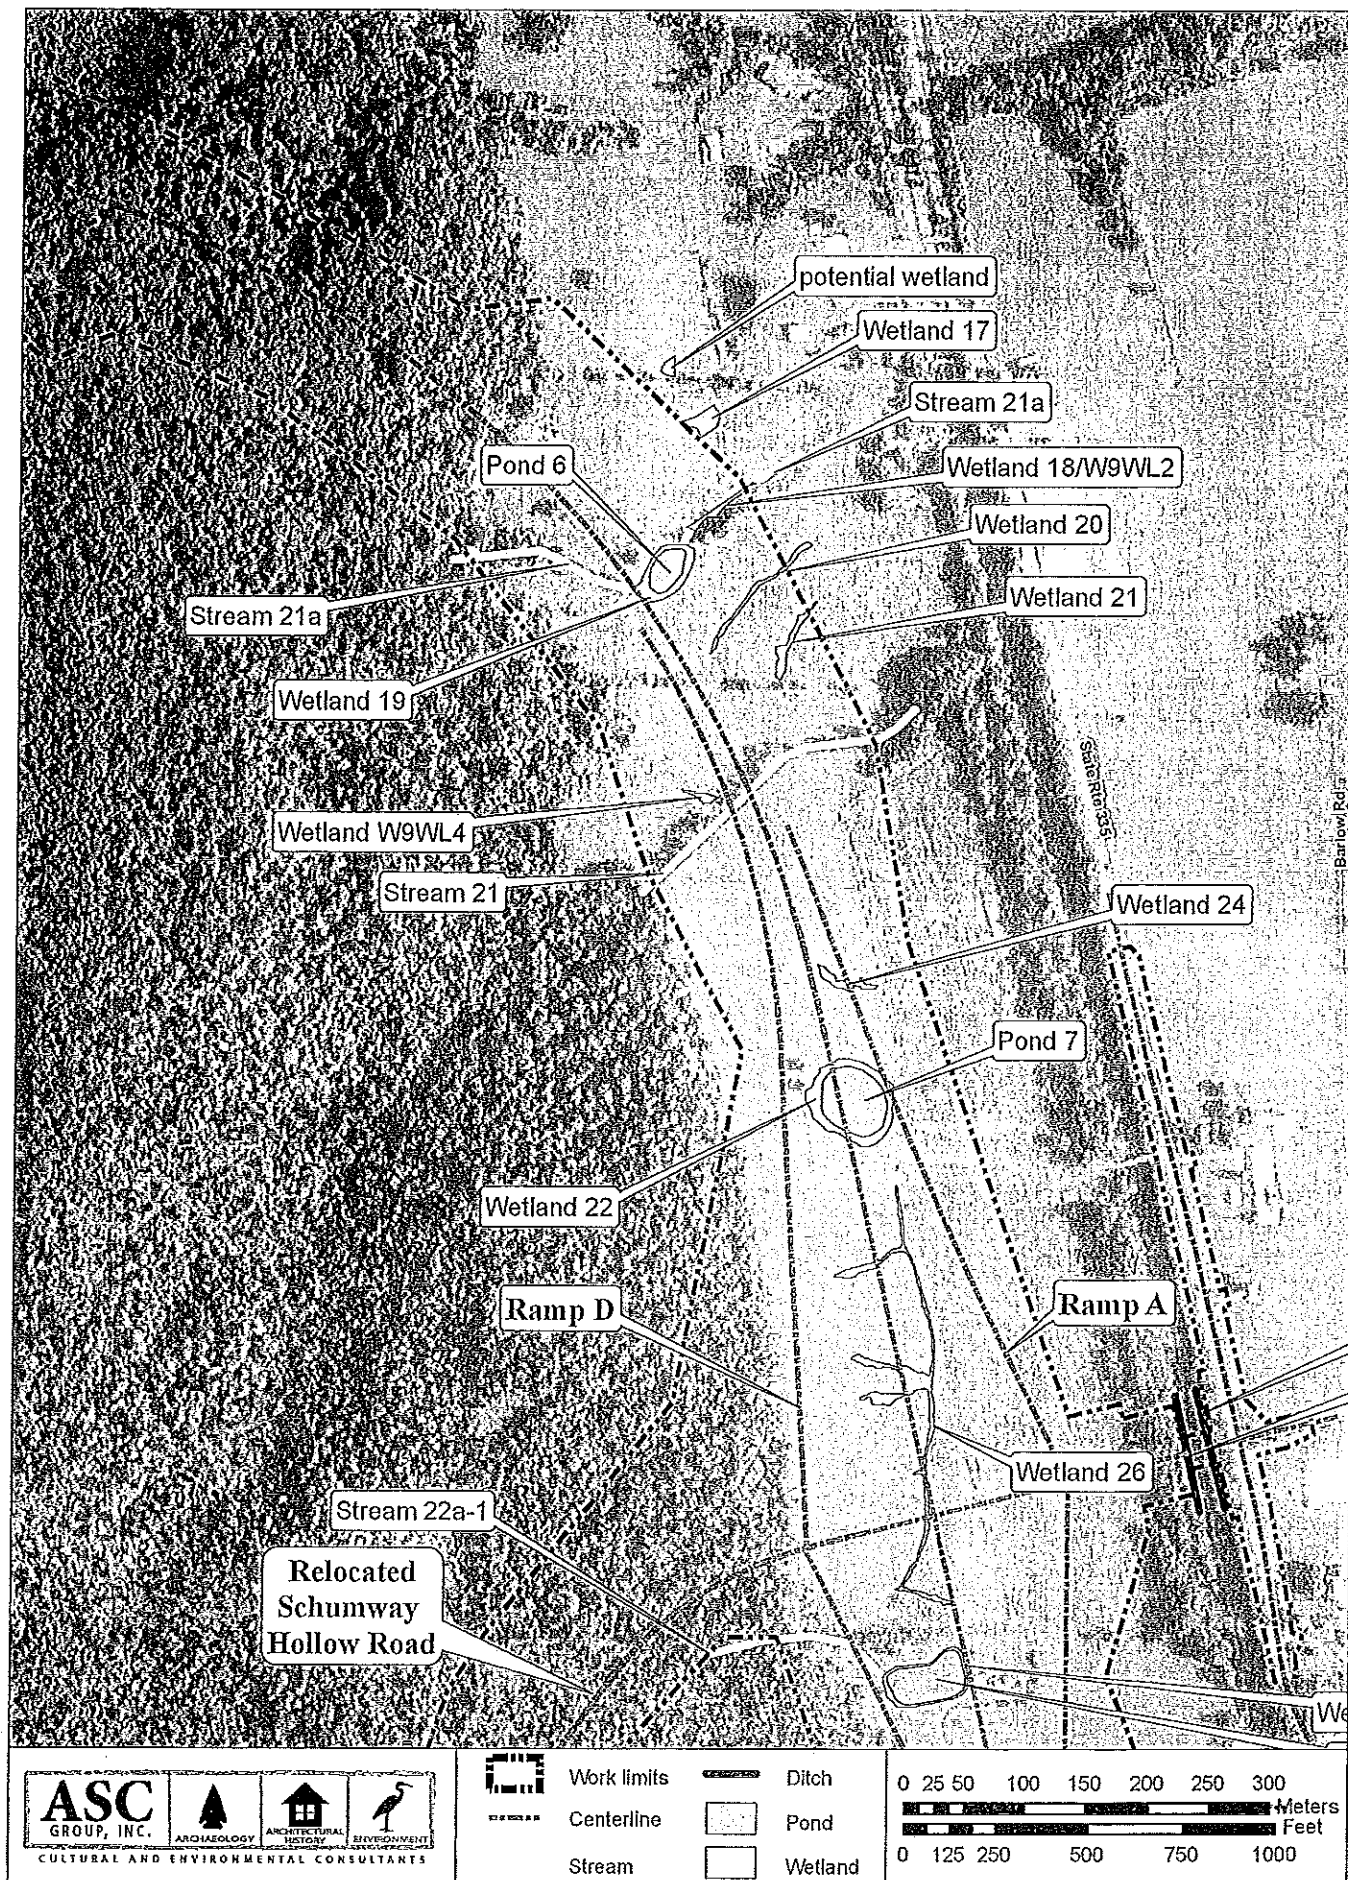 potential wetland
Wetland 17
Stream 21a
Pond 6
Wetland 18/W9WL2
Wetland 20
Wetland 21
Stream 21a
Wetland 19
State Rte 335
Barlow Rd
Wetland W9WL4
Stream 21
Wetland 24
Pond 7
Wetland 22
Ramp D
Ramp A
Wetland 26
Stream 22a-1
Relocated
Schumway
Hollow Road
We
ASC
GROUP, INC.
ARCHAEOLOGY
ARCHITECTURAL
HISTORY
ENVIRONMENT
CULTURAL AND ENVIRONMENTAL CONSULTANTS
Work limits
Ditch
Centerline
Pond
Stream
Wetland
0 25 50 100 150 200 250 300
Meters
Feet
0 125 250 500 750 1000